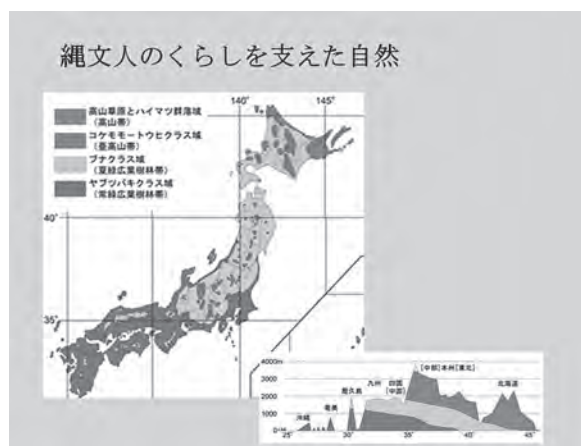 縄文人のくらしを支えた自然
高山草原とハイマツ群落域
(高山帯)
コケモモートウヒクラス域
(亜高山帯)
ブナクラス域
(夏緑広葉樹林帯)
ヤブツバキクラス域
(常緑広葉樹林帯)
140°
145°
40°
35°
4000m
3000
2000
1000
0
沖縄
奄美
屋久島
九州
四国
[中国]
[中部]本州[東北]
北海道
25°
30°
35°
40°
45°